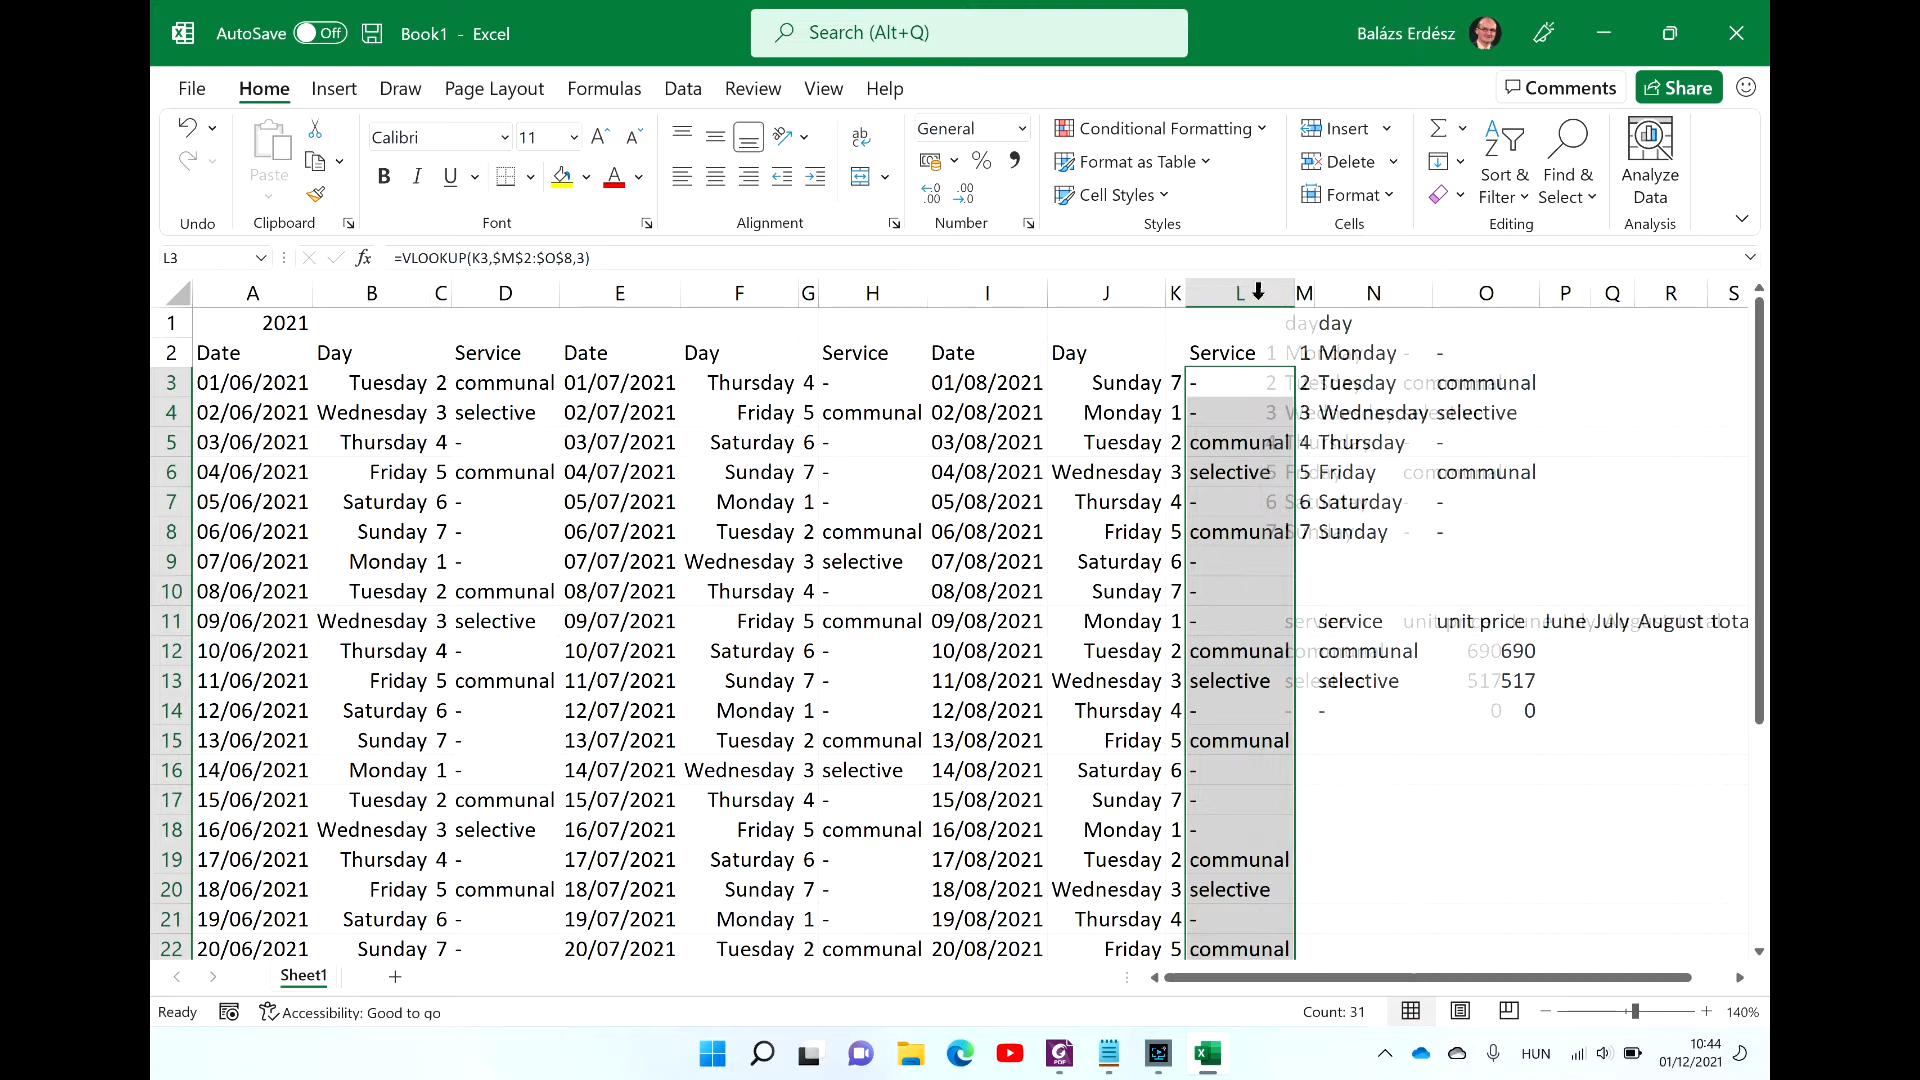 AutoSave Off Book1 - Excel Search (Alt+Q) Balázs Erdész
File Home Insert Draw Page Layout Formulas Data Review View Help Comments Share
Calibri 11 General Conditional Formatting Insert
Paste Format as Table Delete Sort & Find & Analyze
B I U A Cell Styles Format Filter Select Data
Undo Clipboard Font Alignment Number Styles Cells Editing Analysis
L3 fx =VLOOKUP(K3,$M$2:$O$8,3)
A B C D E F G H I J K L M N O P Q R S
1 2021 day day
2 Date Day Service Date Day Service Date Day Service 1 1 Monday - -
3 01/06/2021 Tuesday 2 communal 01/07/2021 Thursday 4 - 01/08/2021 Sunday 7 - 2 2 Tuesday communal
4 02/06/2021 Wednesday 3 selective 02/07/2021 Friday 5 communal 02/08/2021 Monday 1 - 3 3 Wednesday selective
5 03/06/2021 Thursday 4 - 03/07/2021 Saturday 6 - 03/08/2021 Tuesday 2 communal 4 Thursday - -
6 04/06/2021 Friday 5 communal 04/07/2021 Sunday 7 - 04/08/2021 Wednesday 3 selective 5 5 Friday communal
7 05/06/2021 Saturday 6 - 05/07/2021 Monday 1 - 05/08/2021 Thursday 4 - 6 6 Saturday - -
8 06/06/2021 Sunday 7 - 06/07/2021 Tuesday 2 communal 06/08/2021 Friday 5 communal 7 Sunday - -
9 07/06/2021 Monday 1 - 07/07/2021 Wednesday 3 selective 07/08/2021 Saturday 6 -
10 08/06/2021 Tuesday 2 communal 08/07/2021 Thursday 4 - 08/08/2021 Sunday 7 -
11 09/06/2021 Wednesday 3 selective 09/07/2021 Friday 5 communal 09/08/2021 Monday 1 - service unit price June July August tota
12 10/06/2021 Thursday 4 - 10/07/2021 Saturday 6 - 10/08/2021 Tuesday 2 communal communal 690 690
13 11/06/2021 Friday 5 communal 11/07/2021 Sunday 7 - 11/08/2021 Wednesday 3 selective selective 517 517
14 12/06/2021 Saturday 6 - 12/07/2021 Monday 1 - 12/08/2021 Thursday 4 - - - 0 0
15 13/06/2021 Sunday 7 - 13/07/2021 Tuesday 2 communal 13/08/2021 Friday 5 communal
16 14/06/2021 Monday 1 - 14/07/2021 Wednesday 3 selective 14/08/2021 Saturday 6 -
17 15/06/2021 Tuesday 2 communal 15/07/2021 Thursday 4 - 15/08/2021 Sunday 7 -
18 16/06/2021 Wednesday 3 selective 16/07/2021 Friday 5 communal 16/08/2021 Monday 1 -
19 17/06/2021 Thursday 4 - 17/07/2021 Saturday 6 - 17/08/2021 Tuesday 2 communal
20 18/06/2021 Friday 5 communal 18/07/2021 Sunday 7 - 18/08/2021 Wednesday 3 selective
21 19/06/2021 Saturday 6 - 19/07/2021 Monday 1 - 19/08/2021 Thursday 4 -
22 20/06/2021 Sunday 7 - 20/07/2021 Tuesday 2 communal 20/08/2021 Friday 5 communal
Sheet1
Ready Accessibility: Good to go Count: 31 140%
HUN 10:44
01/12/2021